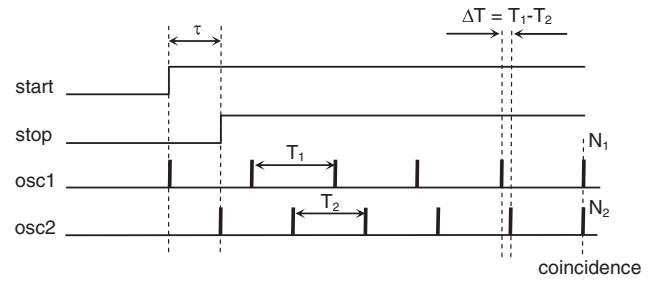 τ
ΔT = T₁-T₂
start
stop
T₁
N₁
osc1
T₂
N₂
osc2
coincidence